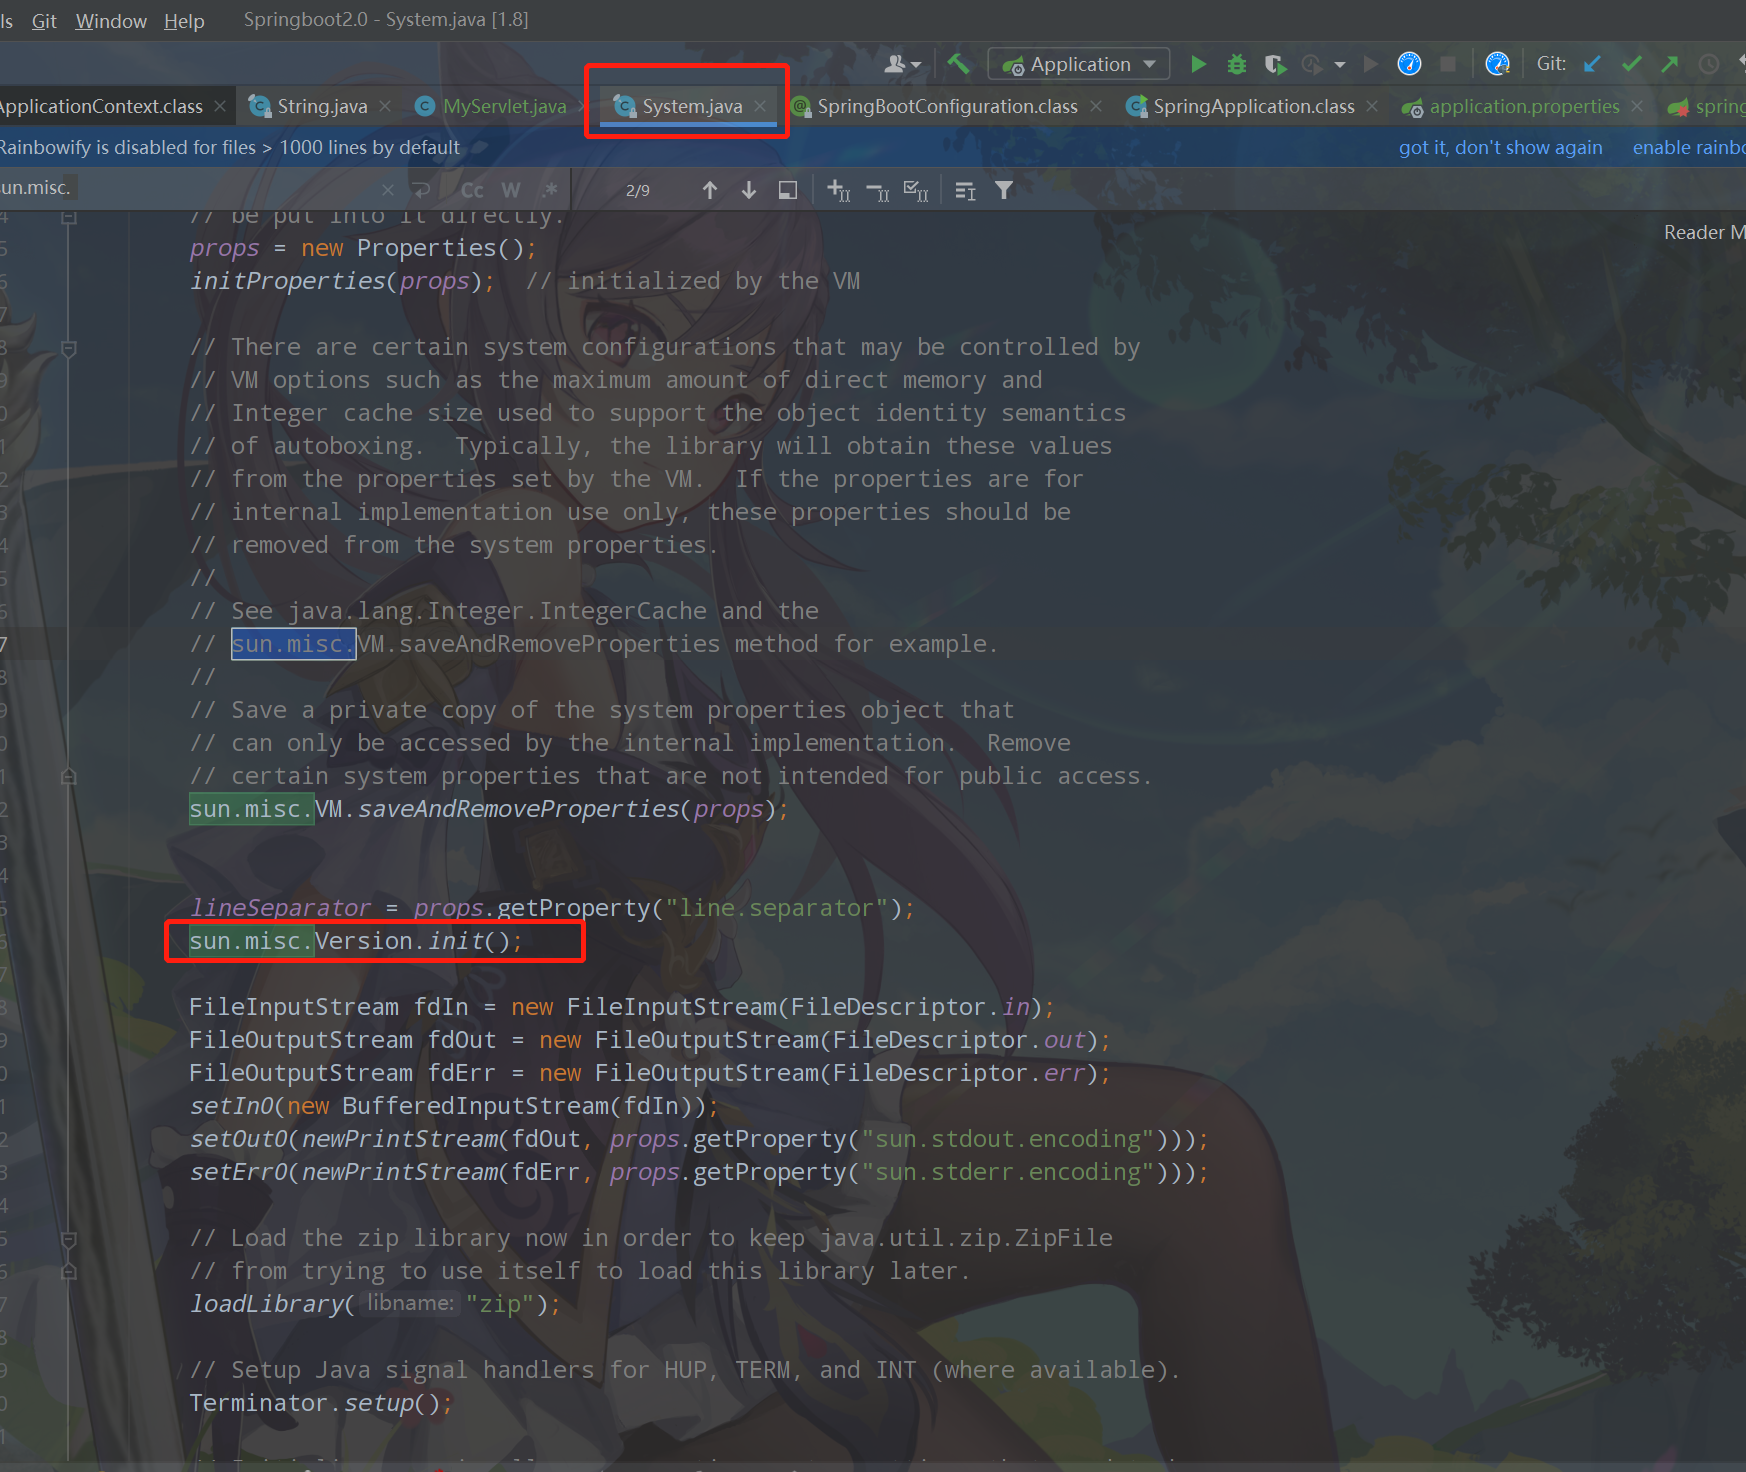 ls Git Window Help Springboot2.0 - System.java [1.8]
Application Git:
ApplicationContext.class String.java MyServlet.java System.java SpringBootConfiguration.class SpringApplication.class application.properties spring
Rainbowify is disabled for files > 1000 lines by default got it, don't show again enable rainbo
sun.misc. Cc W .* 2/9
// be put into it directly.
Reader M
props = new Properties();
initProperties(props);  // initialized by the VM
// There are certain system configurations that may be controlled by
// VM options such as the maximum amount of direct memory and
// Integer cache size used to support the object identity semantics
// of autoboxing.  Typically, the library will obtain these values
// from the properties set by the VM.  If the properties are for
// internal implementation use only, these properties should be
// removed from the system properties.
//
// See java.lang.Integer.IntegerCache and the
// sun.misc.VM.saveAndRemoveProperties method for example.
//
// Save a private copy of the system properties object that
// can only be accessed by the internal implementation.  Remove
// certain system properties that are not intended for public access.
sun.misc.VM.saveAndRemoveProperties(props);
lineSeparator = props.getProperty("line.separator");
sun.misc.Version.init();
FileInputStream fdIn = new FileInputStream(FileDescriptor.in);
FileOutputStream fdOut = new FileOutputStream(FileDescriptor.out);
FileOutputStream fdErr = new FileOutputStream(FileDescriptor.err);
setIn0(new BufferedInputStream(fdIn));
setOut0(newPrintStream(fdOut, props.getProperty("sun.stdout.encoding")));
setErr0(newPrintStream(fdErr, props.getProperty("sun.stderr.encoding")));
// Load the zip library now in order to keep java.util.zip.ZipFile
// from trying to use itself to load this library later.
loadLibrary( libname: "zip");
// Setup Java signal handlers for HUP, TERM, and INT (where available).
Terminator.setup();